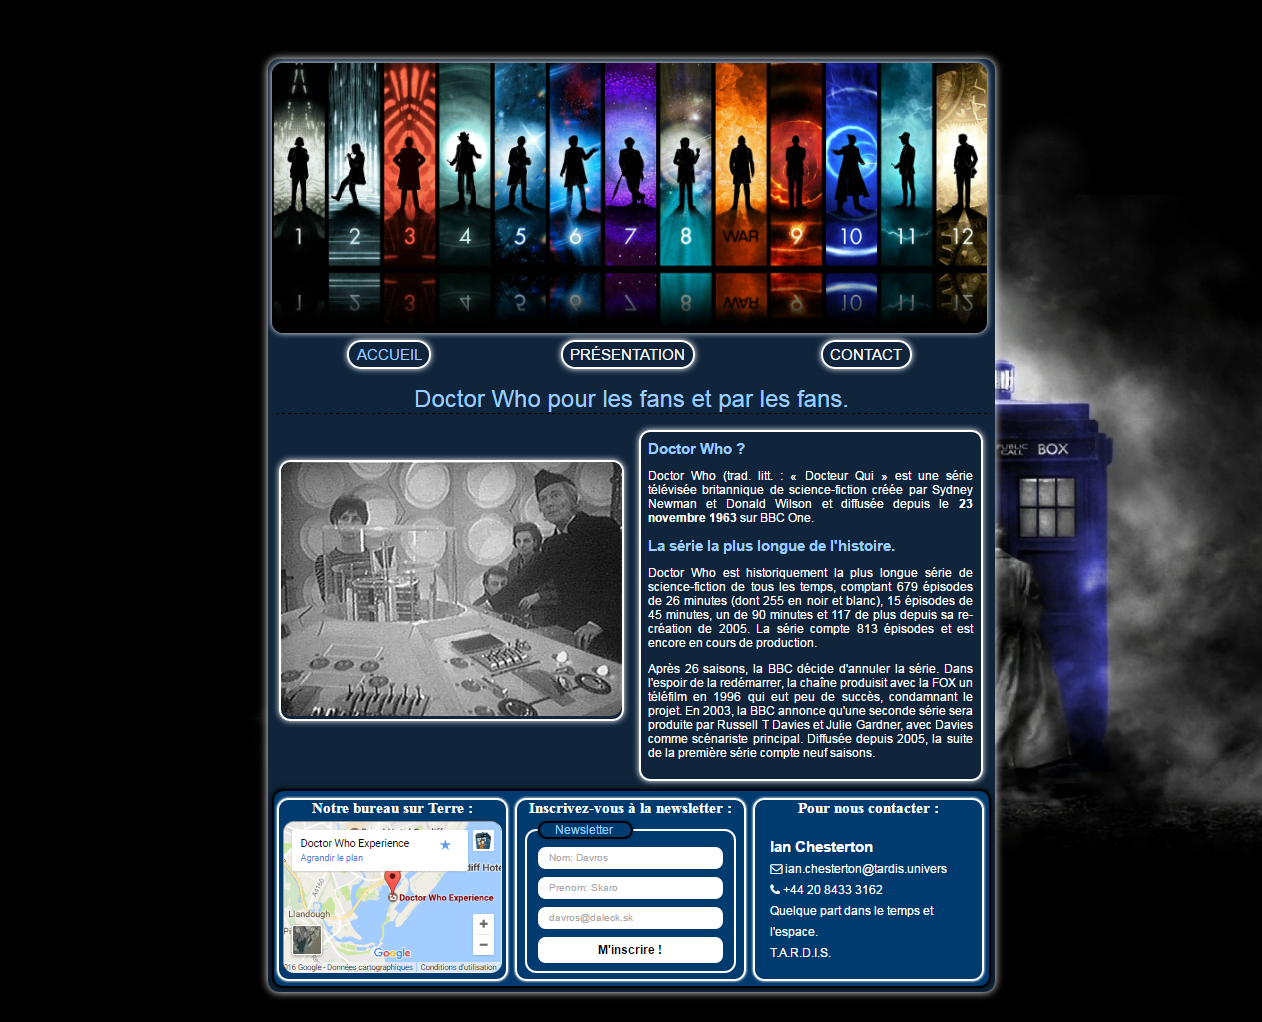 1 2 3 4 5 6 7 8 WAR 9 10 11 12
ACCUEIL PRÉSENTATION CONTACT
Doctor Who pour les fans et par les fans.
PUBLIC CALL BOX
Doctor Who ?
Doctor Who (trad. litt. : « Docteur Qui » est une série
télévisée britannique de science-fiction créée par Sydney
Newman et Donald Wilson et diffusée depuis le 23
novembre 1963 sur BBC One.
La série la plus longue de l'histoire.
Doctor Who est historiquement la plus longue série de
science-fiction de tous les temps, comptant 679 épisodes
de 26 minutes (dont 255 en noir et blanc), 15 épisodes de
45 minutes, un de 90 minutes et 117 de plus depuis sa re-
création de 2005. La série compte 813 épisodes et est
encore en cours de production.
Après 26 saisons, la BBC décide d'annuler la série. Dans
l'espoir de la redémarrer, la chaîne produisit avec la FOX un
téléfilm en 1996 qui eut peu de succès, condamnant le
projet. En 2003, la BBC annonce qu'une seconde série sera
produite par Russell T Davies et Julie Gardner, avec Davies
comme scénariste principal. Diffusée depuis 2005, la suite
de la première série compte neuf saisons.
Notre bureau sur Terre :
Doctor Who Experience
Agrandir le plan
diff Hote
A4160
Doctor Who Experience
Llandough
Google
016 Google - Données cartographiques Conditions d'utilisation
Inscrivez-vous à la newsletter :
Newsletter
Nom: Davros
Prenom: Skaro
davros@daleck.sk
M'inscrire !
Pour nous contacter :
Ian Chesterton
ian.chesterton@tardis.univers
+44 20 8433 3162
Quelque part dans le temps et
l'espace.
T.A.R.D.I.S.